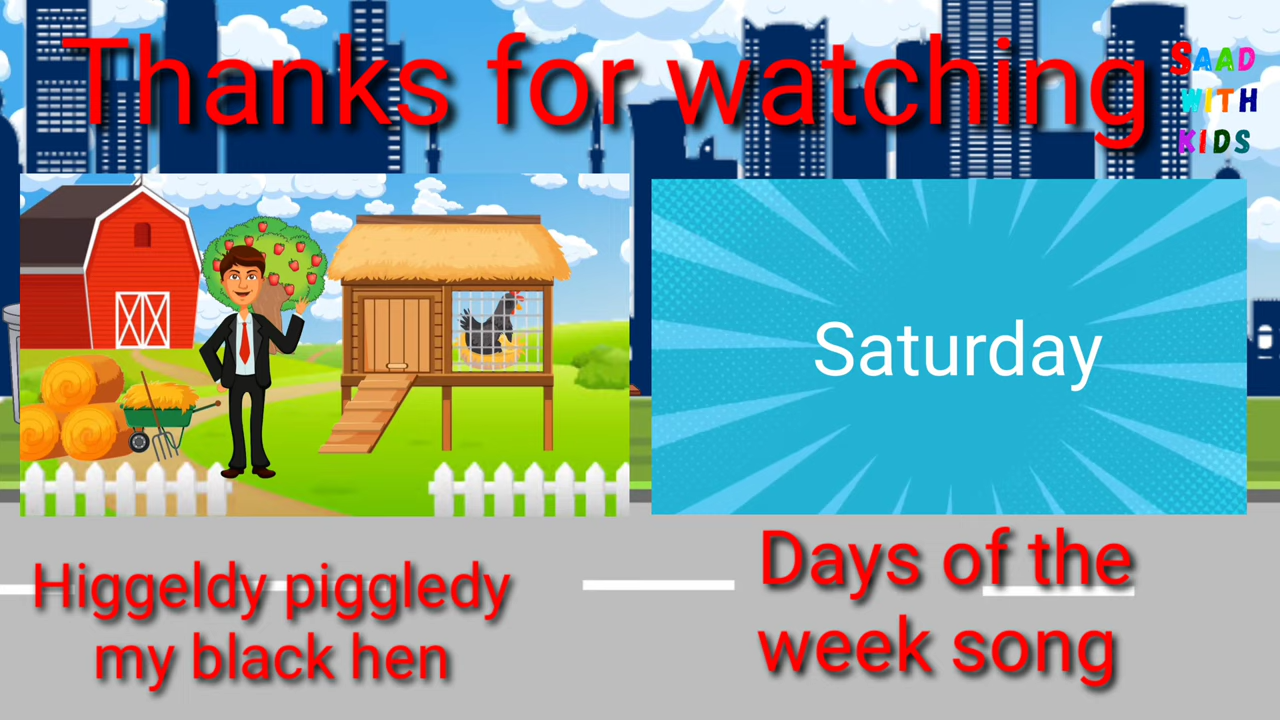 Thanks for watching
SAAD
WITH
KIDS
Saturday
Higgeldy piggledy
my black hen
Days of the
week song